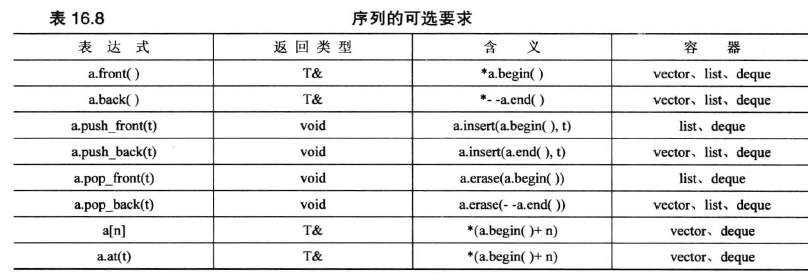 表 16.8 序列的可选要求
表 达 式 返 回 类 型 含 义 容 器
a.front( ) T& *a.begin( ) vector、list、deque
a.back( ) T& *- -a.end( ) vector、list、deque
a.push_front(t) void a.insert(a.begin( ), t) list、deque
a.push_back(t) void a.insert(a.end( ), t) vector、list、deque
a.pop_front(t) void a.erase(a.begin( )) list、deque
a.pop_back(t) void a.erase(- -a.end( )) vector、list、deque
a[n] T& *(a.begin( )+ n) vector、deque
a.at(t) T& *(a.begin( )+ n) vector、deque